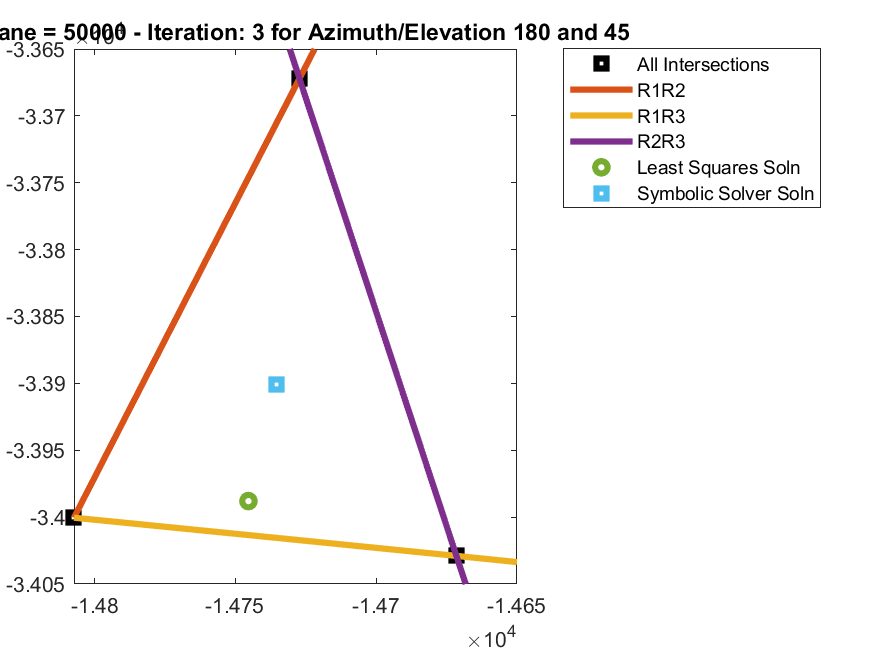 ane = 50000 - Iteration: 3 for Azimuth/Elevation 180 and 45
-3.365
-3.37
-3.375
-3.38
-3.385
-3.39
-3.395
-3.4
-3.405
-1.48
-1.475
-1.47
-1.465
×10⁴
All Intersections
R1R2
R1R3
R2R3
Least Squares Soln
Symbolic Solver Soln